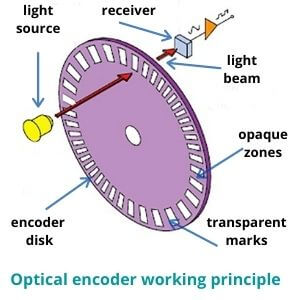 light
source
receiver
light
beam
opaque
zones
encoder
disk
transparent
marks
Optical encoder working principle